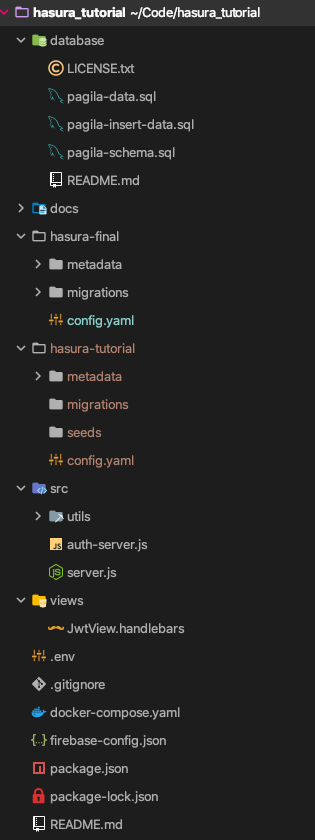 hasura_tutorial ~/Code/hasura_tutorial
database
LICENSE.txt
pagila-data.sql
pagila-insert-data.sql
pagila-schema.sql
README.md
docs
hasura-final
metadata
migrations
config.yaml
hasura-tutorial
metadata
migrations
seeds
config.yaml
src
utils
auth-server.js
server.js
views
JwtView.handlebars
.env
.gitignore
docker-compose.yaml
firebase-config.json
package.json
package-lock.json
README.md